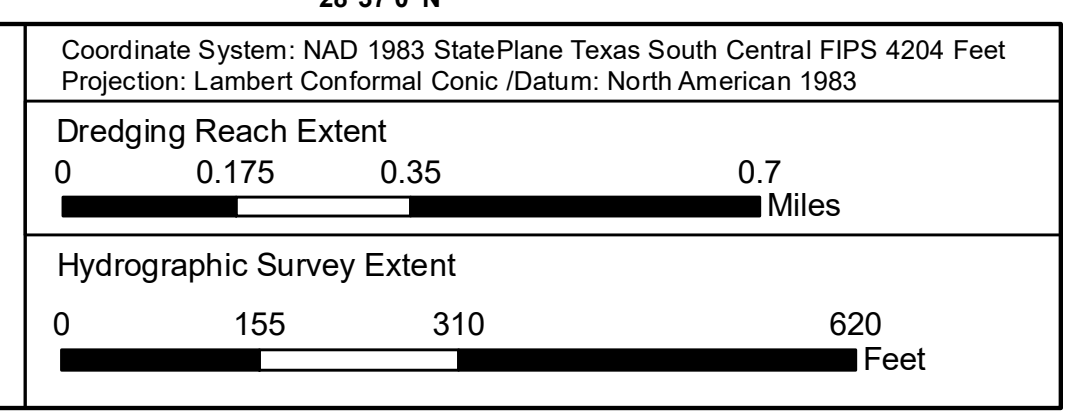 Coordinate System: NAD 1983 StatePlane Texas South Central FIPS 4204 Feet
Projection: Lambert Conformal Conic /Datum: North American 1983
Dredging Reach Extent
0 0.175 0.35 0.7
Miles
Hydrographic Survey Extent
0 155 310 620
Feet